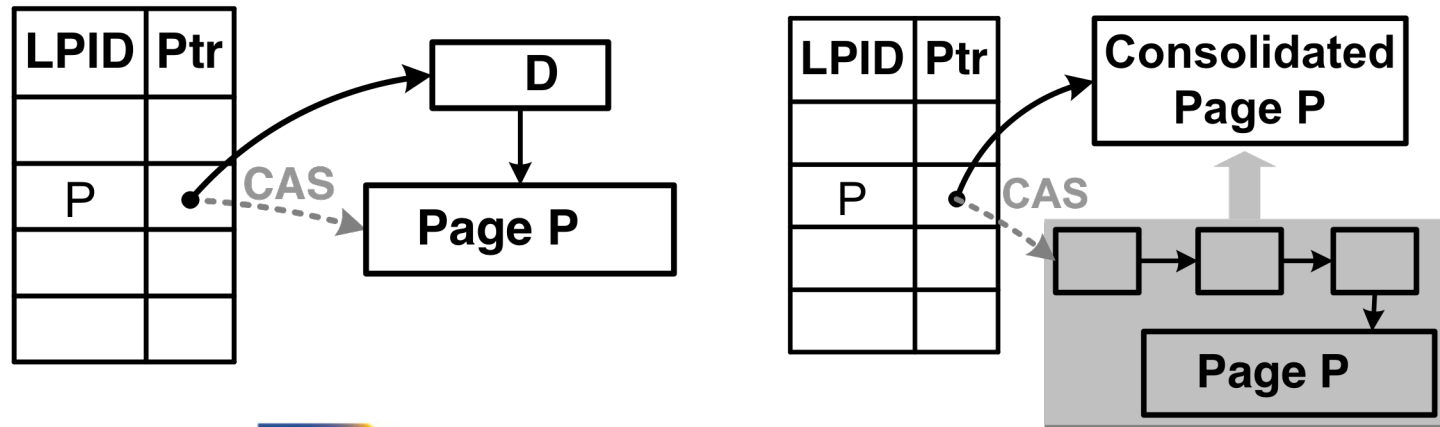 LPID Ptr
P
CAS
D
Page P
LPID Ptr
P
CAS
Consolidated
Page P
Page P